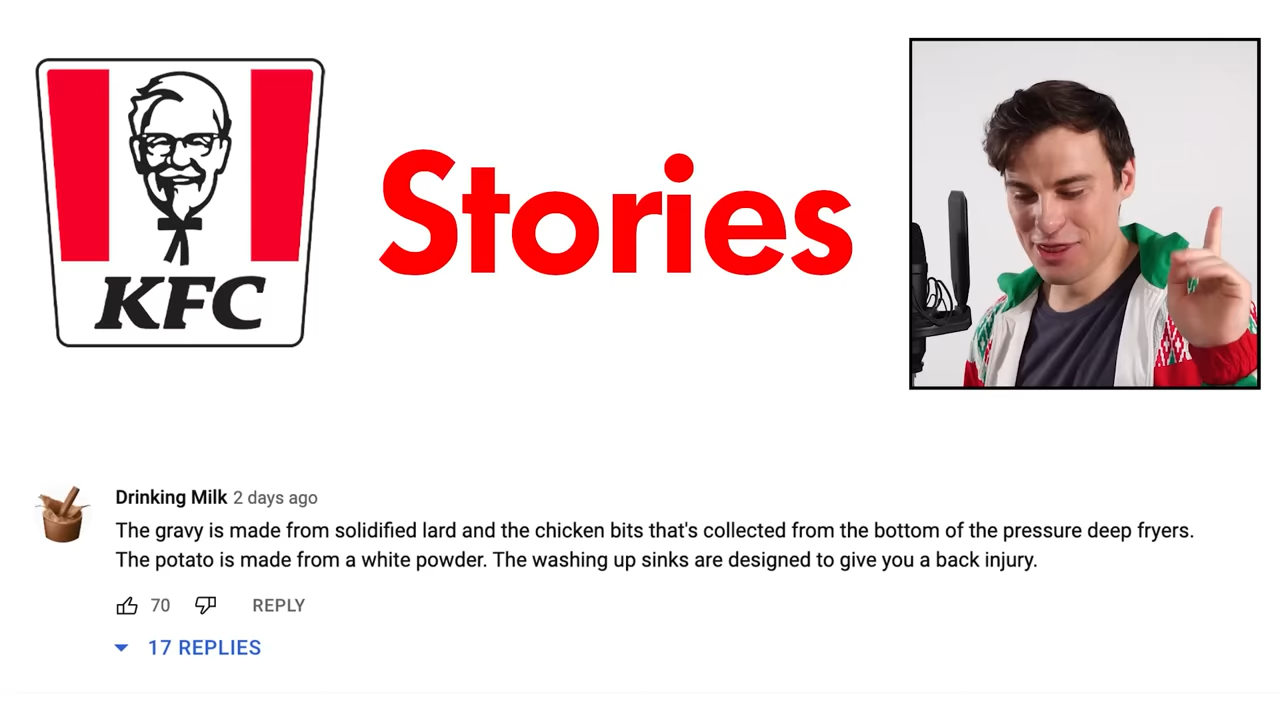 KFC
Stories
Drinking Milk 2 days ago
The gravy is made from solidified lard and the chicken bits that's collected from the bottom of the pressure deep fryers.
The potato is made from a white powder. The washing up sinks are designed to give you a back injury.
70 REPLY
17 REPLIES